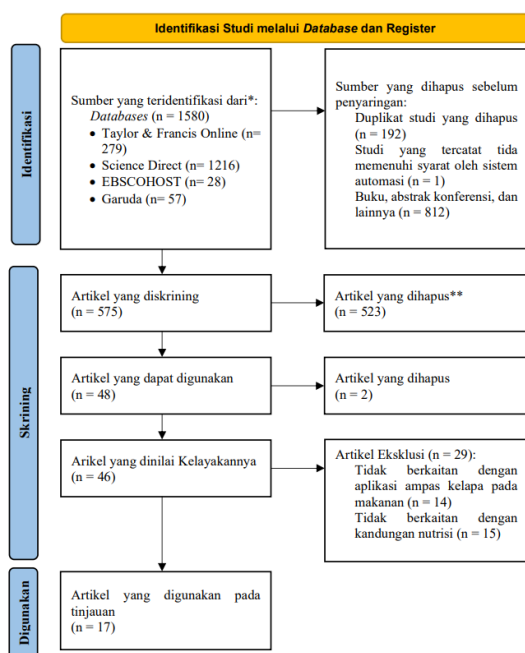 Identifikasi Studi melalui Database dan Register
Identifikasi
Sumber yang teridentifikasi dari*:
Databases (n = 1580)
• Taylor & Francis Online (n=
279)
• Science Direct (n= 1216)
• EBSCOHOST (n= 28)
• Garuda (n= 57)
Sumber yang dihapus sebelum
penyaringan:
Duplikat studi yang dihapus
(n = 192)
Studi yang tercatat tida
memenuhi syarat oleh sistem
automasi (n = 1)
Buku, abstrak konferensi, dan
lainnya (n = 812)
Skrining
Artikel yang diskrining
(n = 575)
Artikel yang dihapus**
(n = 523)
Artikel yang dapat digunakan
(n = 48)
Artikel yang dihapus
(n = 2)
Arikel yang dinilai Kelayakannya
(n = 46)
Artikel Eksklusi (n = 29):
Tidak berkaitan dengan
aplikasi ampas kelapa pada
makanan (n = 14)
Tidak berkaitan dengan
kandungan nutrisi (n = 15)
Digunakan
Artikel yang digunakan pada
tinjauan
(n = 17)